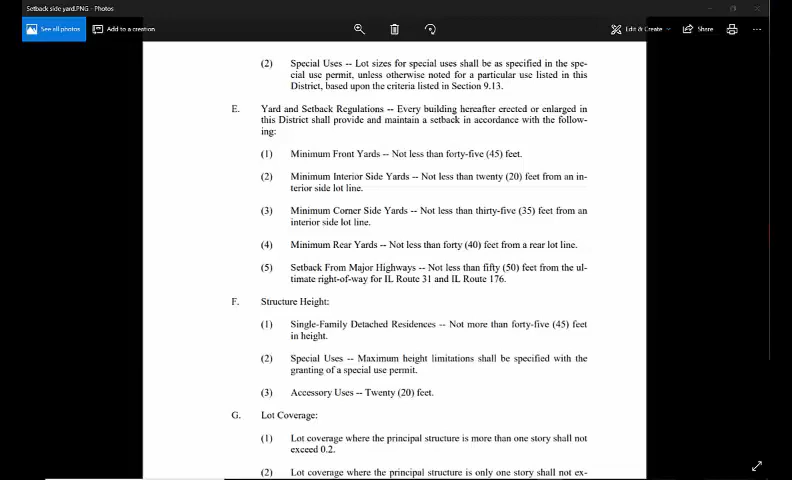 Setback side yard.PNG - Photos
See all photos
Add to a creation
Edit & Create
Share
(2) Special Uses -- Lot sizes for special uses shall be as specified in the spe-
cial use permit, unless otherwise noted for a particular use listed in this
District, based upon the criteria listed in Section 9.13.
E. Yard and Setback Regulations -- Every building hereafter erected or enlarged in
this District shall provide and maintain a setback in accordance with the follow-
ing:
(1) Minimum Front Yards -- Not less than forty-five (45) feet.
(2) Minimum Interior Side Yards -- Not less than twenty (20) feet from an in-
terior side lot line.
(3) Minimum Corner Side Yards -- Not less than thirty-five (35) feet from an
interior side lot line.
(4) Minimum Rear Yards -- Not less than forty (40) feet from a rear lot line.
(5) Setback From Major Highways -- Not less than fifty (50) feet from the ul-
timate right-of-way for IL Route 31 and IL Route 176.
F. Structure Height:
(1) Single-Family Detached Residences -- Not more than forty-five (45) feet
in height.
(2) Special Uses -- Maximum height limitations shall be specified with the
granting of a special use permit.
(3) Accessory Uses -- Twenty (20) feet.
G. Lot Coverage:
(1) Lot coverage where the principal structure is more than one story shall not
exceed 0.2.
(2) Lot coverage where the principal structure is only one story shall not ex-